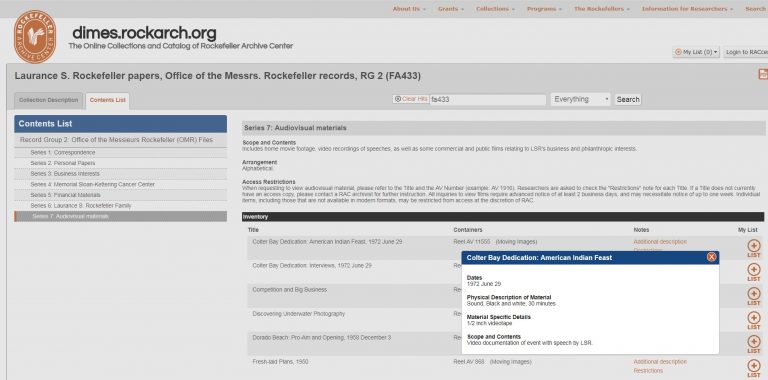 About Us
Grants
Collections
Programs
The Rockefellers
Information for Researchers
Search
ROCKEFELLER
ARCHIVE CENTER
dimes.rockarch.org
The Online Collections and Catalog of Rockefeller Archive Center
My List (0)
Login to RACcess
Laurance S. Rockefeller papers, Office of the Messrs. Rockefeller records, RG 2 (FA433)
Collection Description
Contents List
Clear Hits
fa433
Everything
Search
Contents List
Record Group 2: Office of the Messieurs Rockefeller (OMR) Files
Series 1: Correspondence
Series 2: Personal Papers
Series 3: Business Interests
Series 4: Memorial Sloan-Kettering Cancer Center
Series 5: Financial Materials
Series 6: Laurance S. Rockefeller Family
Series 7: Audiovisual materials
Series 7: Audiovisual materials
Scope and Contents
Includes home movie footage, video recordings of speeches, as well as some commercial and public films relating to LSR's business and philanthropic interests.
Arrangement
Alphabetical.
Access Restrictions
When requesting to view audiovisual material, please refer to the Title and the AV Number (example: AV 1916). Researchers are asked to check the "Restrictions" note for each Title. If a Title does not currently
have an access copy, please contact a RAC archivist for further instruction. All inquiries to view films require advanced notice of at least 2 business days, and may necessitate notice of up to one week. Individual
items, including those that are not available in modern formats, may be restricted from access at the discretion of RAC.
Inventory
Title
Containers
Notes
My List
Colter Bay Dedication: American Indian Feast, 1972 June 29
Reel AV 11555 (Moving Images)
Additional description
Restrictions
LIST
Colter Bay Dedication: Interviews, 1972 June 29
LIST
Competition and Big Business
LIST
Discovering Underwater Photography
LIST
Dorado Beach: Pro-Am and Opening, 1958 December 3
LIST
Fresh-laid Plans, 1950
Reel AV 868 (Moving Images)
Additional description
Restrictions
LIST
Colter Bay Dedication: American Indian Feast
Dates
1972 June 29
Physical Description of Material
Sound, Black and white, 30 minutes
Material Specific Details
1/2 inch videotape
Scope and Contents
Video documentation of event with speech by LSR.